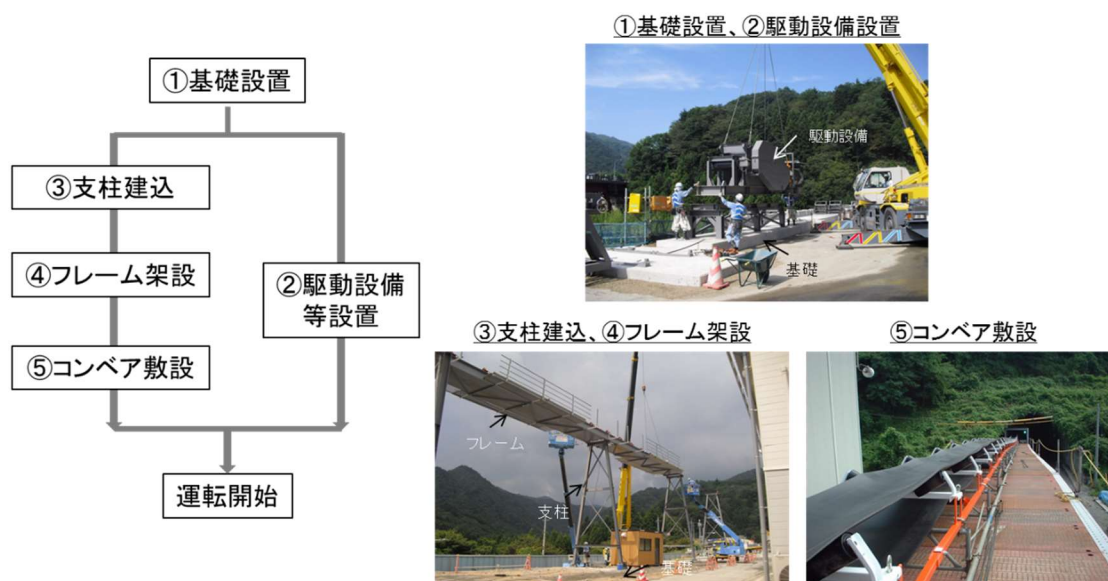 ①基礎設置
③支柱建込
④フレーム架設
②駆動設備
等設置
⑤コンベア敷設
運転開始
①基礎設置、②駆動設備設置
駆動設備
基礎
③支柱建込、④フレーム架設
フレーム
支柱
基礎
⑤コンベア敷設